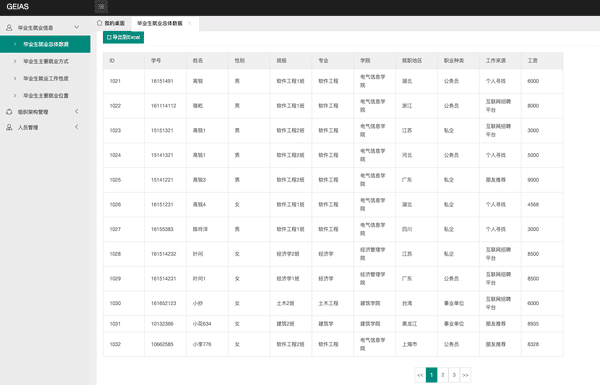 GEIAS
毕业生就业信息
毕业生就业总体数据
毕业生主要就业方式
毕业生就业工作性质
毕业生主要就业位置
组织架构管理
人员管理
我的桌面 毕业生就业总体数据 ×
导出到Excel
ID 学号 姓名 性别 班级 专业 学院 就职地区 职业种类 工作来源 工资
1021 16151491 高锐 男 软件工程1班 软件工程 电气信息学院 湖北 公务员 个人寻找 6000
1022 161114112 男 软件工程1班 软件工程 电气信息学院 浙江 公务员 互联网招聘平台 8000
1023 15151321 高锐1 男 软件工程2班 软件工程 电气信息学院 江苏 私企 互联网招聘平台 3000
1024 15141321 高锐1 男 软件工程2班 软件工程 电气信息学院 河北 公务员 个人寻找 5000
1025 15141221 高锐3 男 软件工程2班 软件工程 电气信息学院 广东 私企 朋友推荐 9000
1026 16151231 高锐4 女 软件工程1班 软件工程 电气信息学院 湖北 私企 个人寻找 4568
1027 16155383 男 软件工程1班 软件工程 电气信息学院 四川 私企 个人寻找 3000
1028 161514232 叶问 女 经济学2班 经济学 经济管理学院 江苏 私企 互联网招聘平台 8500
1029 161514231 叶问1 女 经济学1班 经济学 经济管理学院 广东 公务员 互联网招聘平台 8500
1030 161652123 小抄 女 土木2班 土木工程 建筑学院 台湾 事业单位 互联网招聘平台 6000
1031 10132366 小花634 女 建筑2班 建筑学 建筑学院 黑龙江 事业单位 朋友推荐 8935
1032 10662585 小李776 女 软件工程2班 软件工程 电气信息学院 上海市 公务员 朋友推荐 8328
<< 1 2 3 >>